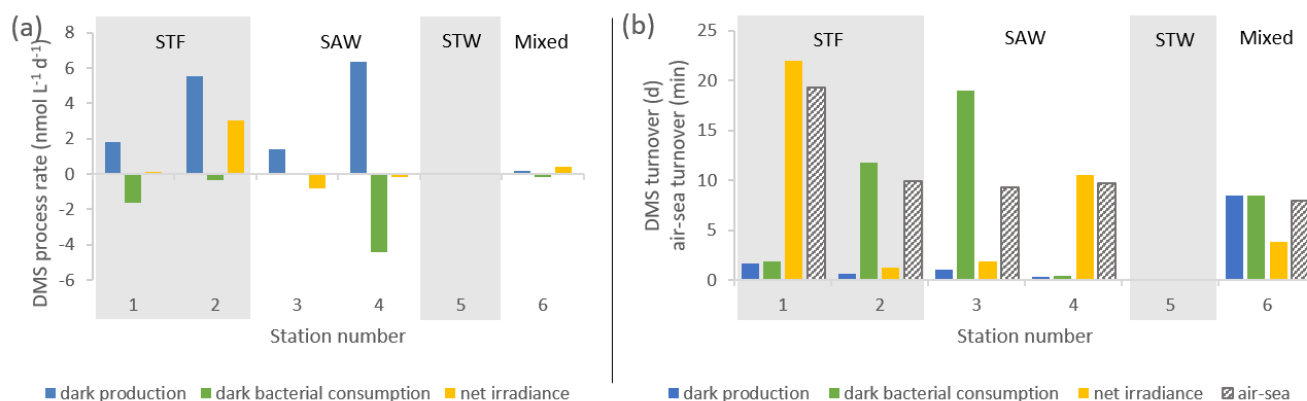 (a)
STF SAW STW Mixed
8
6
4
2
0
-2
-4
-6
DMS process rate (nmol L⁻¹ d⁻¹)
1 2 3 4 5 6
Station number
dark production dark bacterial consumption net irradiance
(b)
STF SAW STW Mixed
25
20
15
10
5
0
DMS turnover (d)
air-sea turnover (min)
1 2 3 4 5 6
Station number
dark production dark bacterial consumption net irradiance air-sea